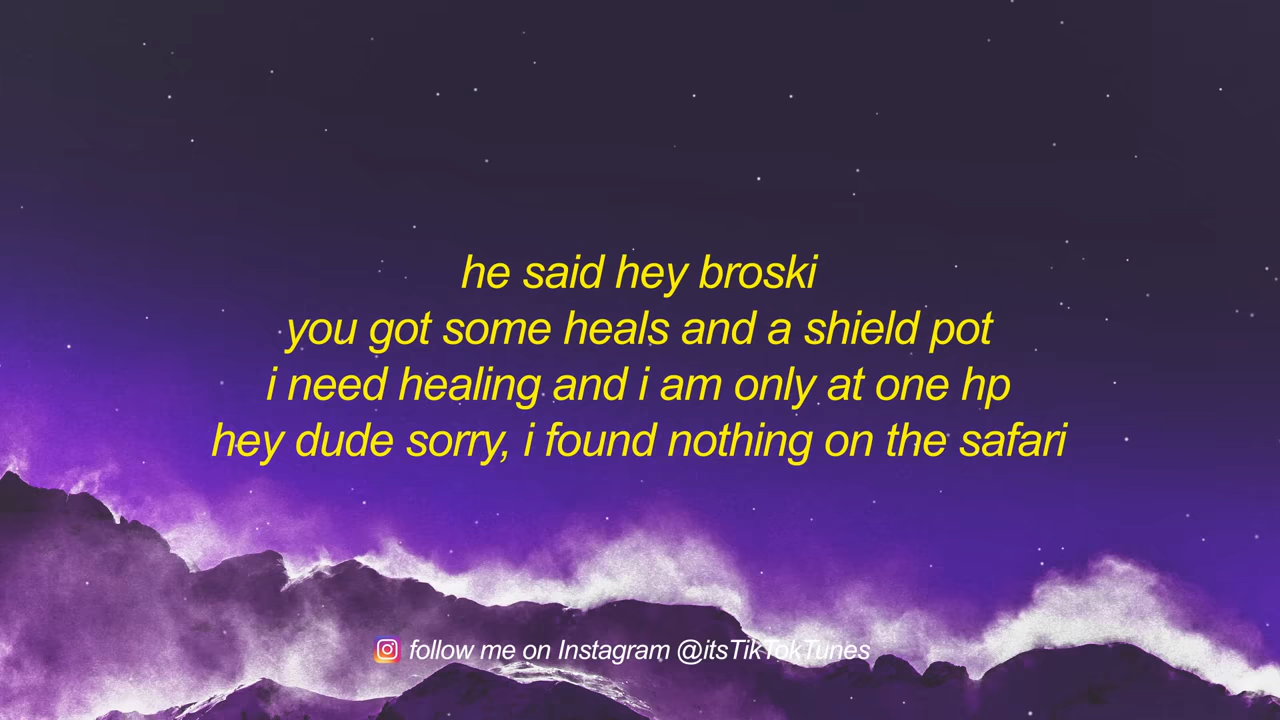 he said hey broski
you got some heals and a shield pot
i need healing and i am only at one hp
hey dude sorry, i found nothing on the safari
follow me on Instagram @itsTikTokTunes